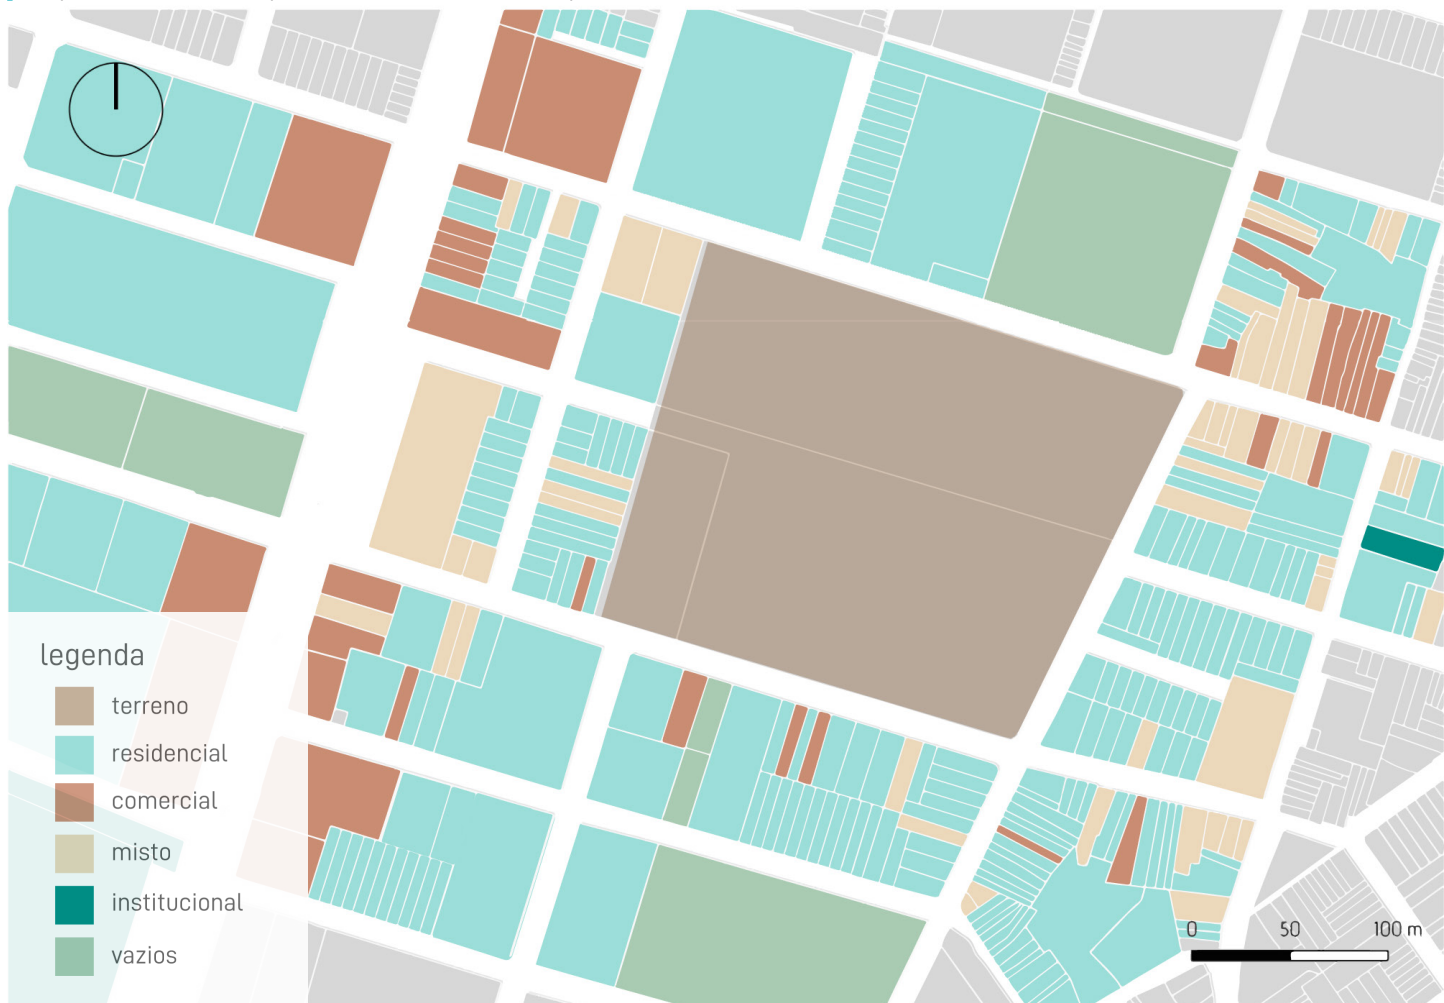 legenda
terreno
residencial
comercial
misto
institucional
vazios
0 50 100 m